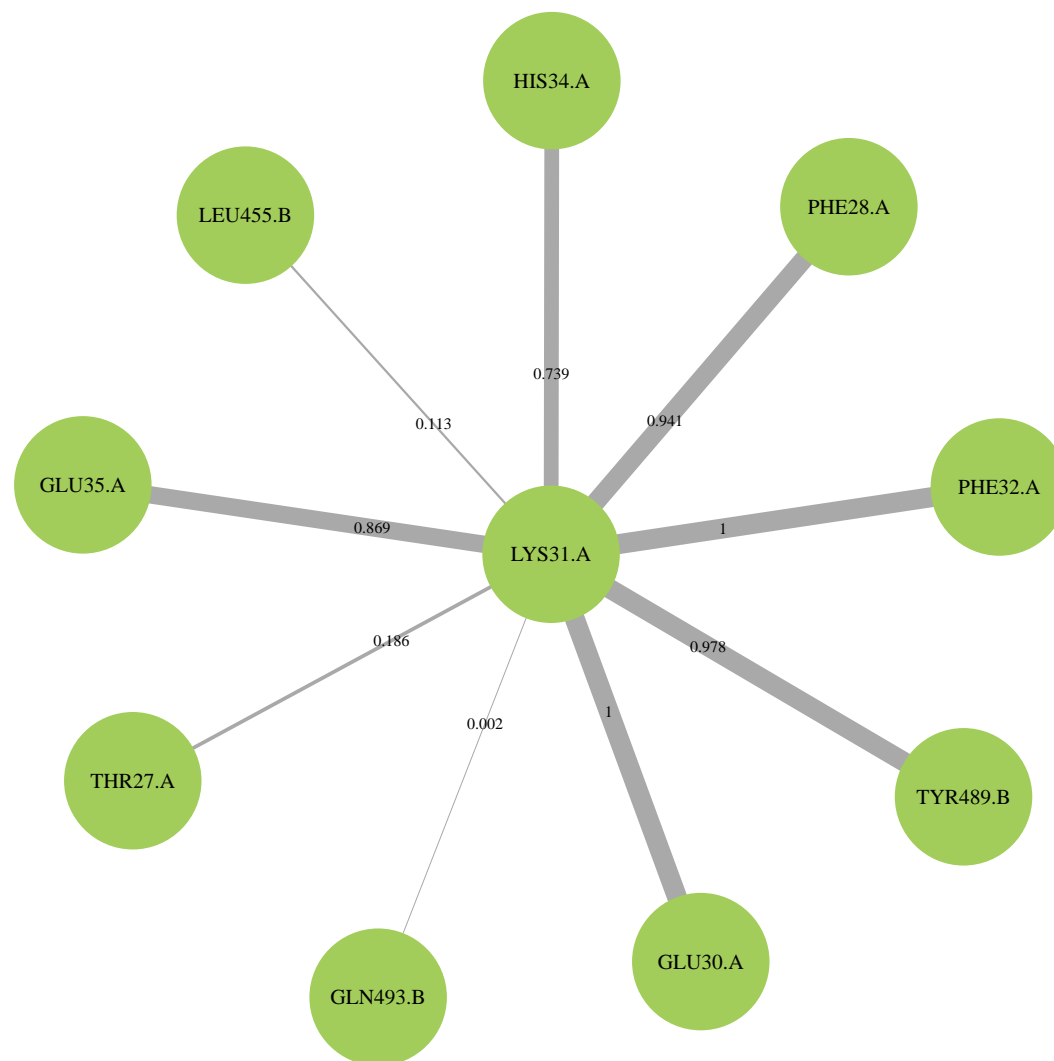 HIS34.A
PHE28.A
LEU455.B
0.739
0.941
0.113
GLU35.A
PHE32.A
0.869
1
LYS31.A
0.186
0.978
1
0.002
THR27.A
TYR489.B
GLU30.A
GLN493.B